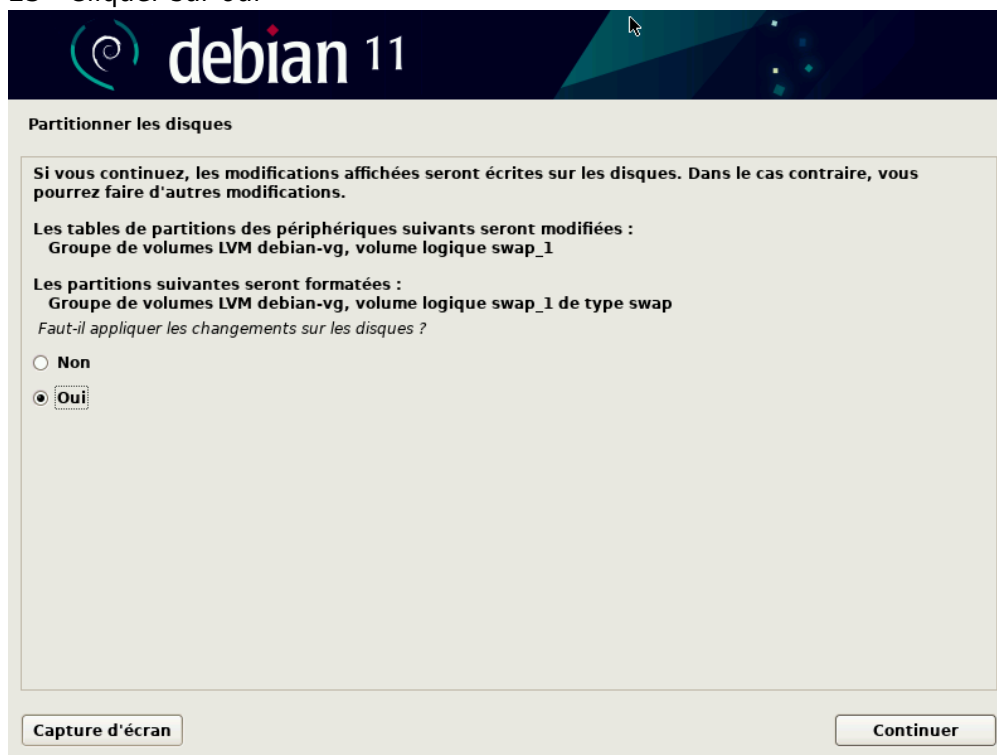 debian 11
Partitionner les disques
Si vous continuez, les modifications affichées seront écrites sur les disques. Dans le cas contraire, vous
pourrez faire d'autres modifications.
Les tables de partitions des périphériques suivants seront modifiées :
Groupe de volumes LVM debian-vg, volume logique swap_1
Les partitions suivantes seront formatées :
Groupe de volumes LVM debian-vg, volume logique swap_1 de type swap
Faut-il appliquer les changements sur les disques ?
Non
Oui
Capture d'écran
Continuer